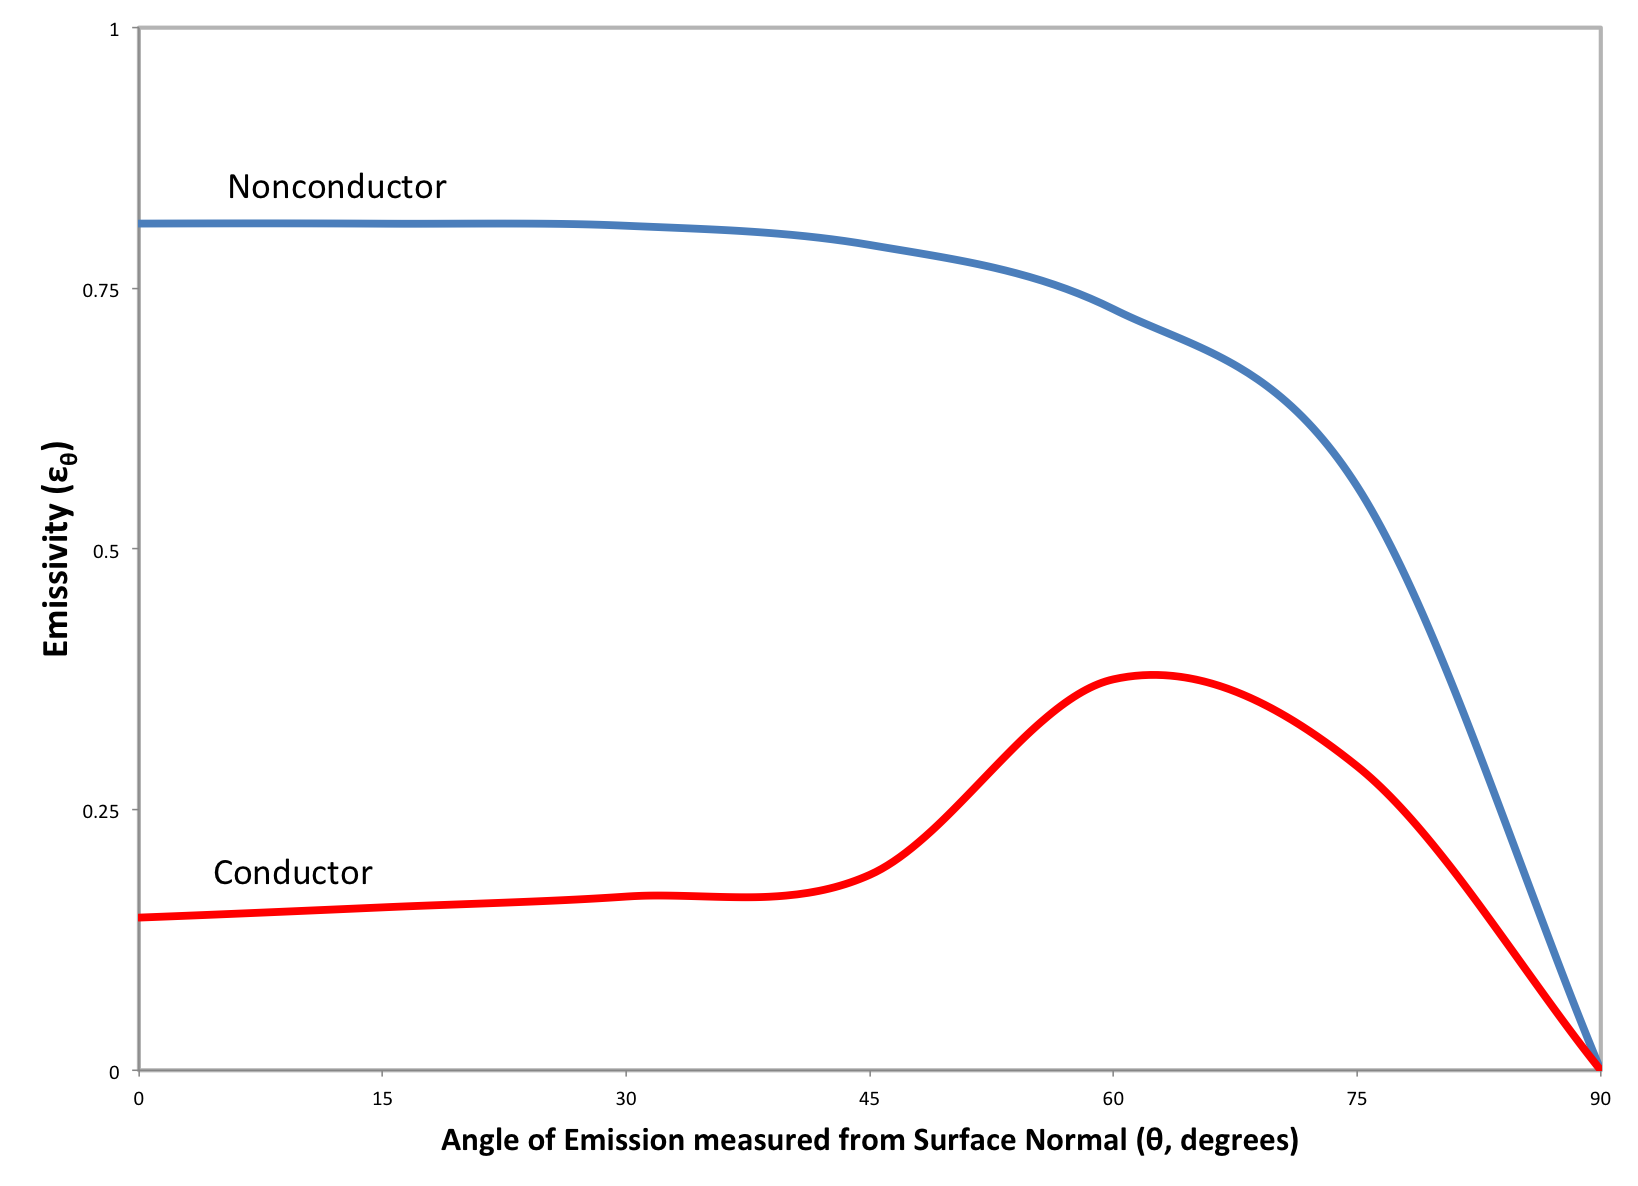 1
Nonconductor
0.75
0.5
0.25
Conductor
0
0 15 30 45 60 75 90
Emissivity (εθ)
Angle of Emission measured from Surface Normal (θ, degrees)